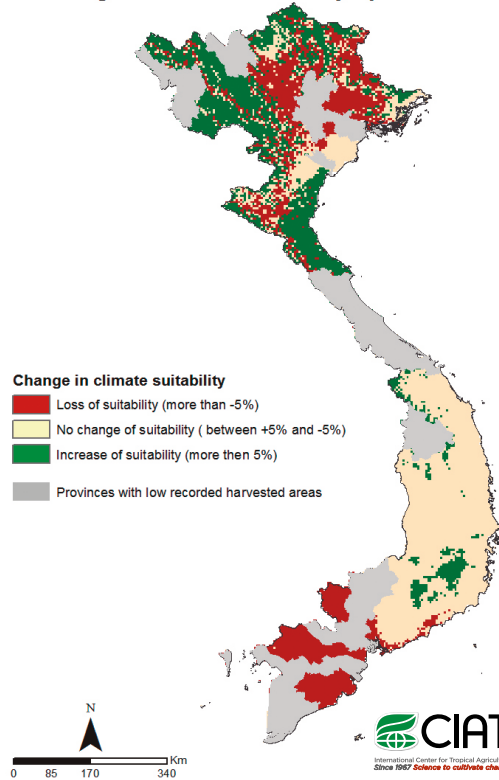 Change in climate suitability
Loss of suitability (more than -5%)
No change of suitability ( between +5% and -5%)
Increase of suitability (more then 5%)
Provinces with low recorded harvested areas
N
Km
0 85 170 340
CIAT
International Center for Tropical
Since 1967 Science to cultivate